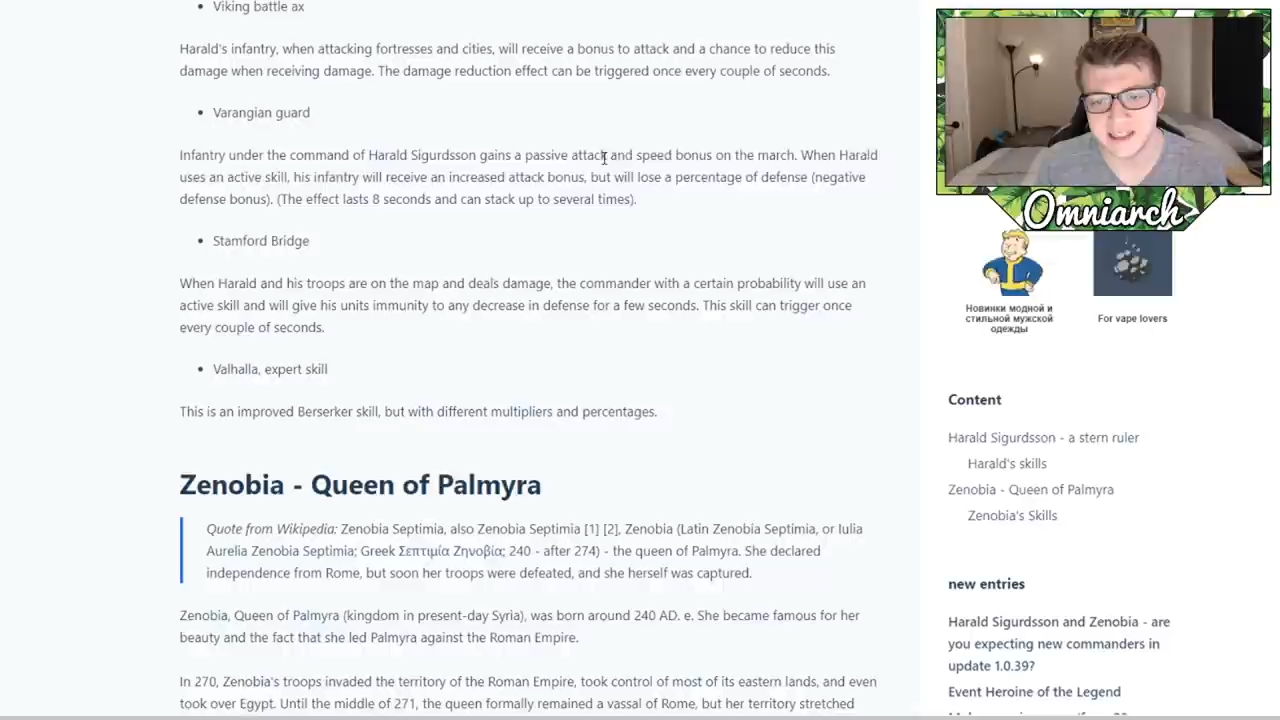 Viking battle ax
Harald's infantry, when attacking fortresses and cities, will receive a bonus to attack and a chance to reduce this
damage when receiving damage. The damage reduction effect can be triggered once every couple of seconds.
Varangian guard
Infantry under the command of Harald Sigurdsson gains a passive attack and speed bonus on the march. When Harald
uses an active skill, his infantry will receive an increased attack bonus, but will lose a percentage of defense (negative
defense bonus). (The effect lasts 8 seconds and can stack up to several times).
Stamford Bridge
When Harald and his troops are on the map and deals damage, the commander with a certain probability will use an
active skill and will give his units immunity to any decrease in defense for a few seconds. This skill can trigger once
every couple of seconds.
Valhalla, expert skill
This is an improved Berserker skill, but with different multipliers and percentages.
Zenobia - Queen of Palmyra
Quote from Wikipedia: Zenobia Septimia, also Zenobia Septimia [1] [2], Zenobia (Latin Zenobia Septimia, or Iulia
Aurelia Zenobia Septimia; Greek Σεπτιμία Ζηνοβία; 240 - after 274) - the queen of Palmyra. She declared
independence from Rome, but soon her troops were defeated, and she herself was captured.
Zenobia, Queen of Palmyra (kingdom in present-day Syria), was born around 240 AD. e. She became famous for her
beauty and the fact that she led Palmyra against the Roman Empire.
In 270, Zenobia's troops invaded the territory of the Roman Empire, took control of most of its eastern lands, and even
took over Egypt. Until the middle of 271, the queen formally remained a vassal of Rome, but her territory stretched
Omniarch
Новинки модной и
стильной мужской
одежды
For vape lovers
Content
Harald Sigurdsson - a stern ruler
Harald's skills
Zenobia - Queen of Palmyra
Zenobia's Skills
new entries
Harald Sigurdsson and Zenobia - are
you expecting new commanders in
update 1.0.39?
Event Heroine of the Legend